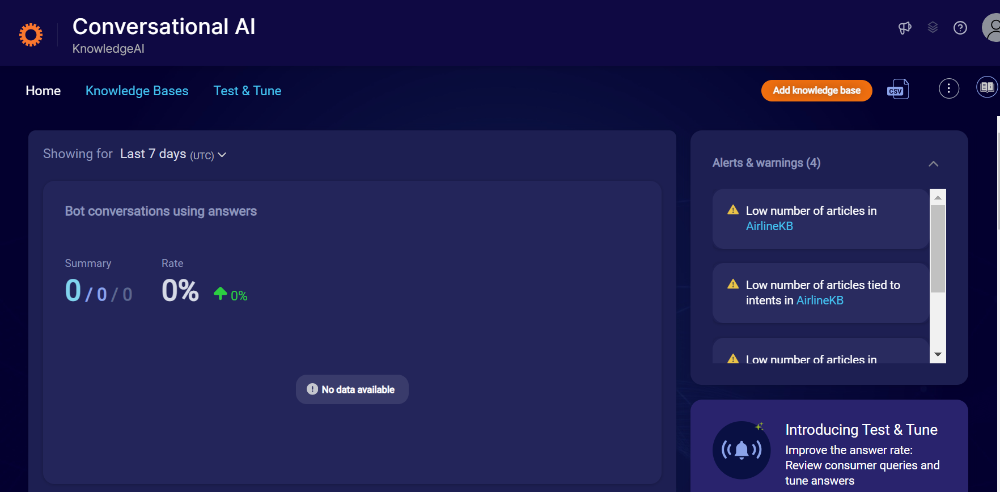 Conversational AI
KnowledgeAI
Home
Knowledge Bases
Test & Tune
Add knowledge base
CSV
Showing for Last 7 days (UTC)
Bot conversations using answers
Summary
Rate
0 / 0 / 0
0%
0%
No data available
Alerts & warnings (4)
Low number of articles in
AirlineKB
Low number of articles tied to
intents in AirlineKB
Low number of articles in
Introducing Test & Tune
Improve the answer rate:
Review consumer queries and
tune answers